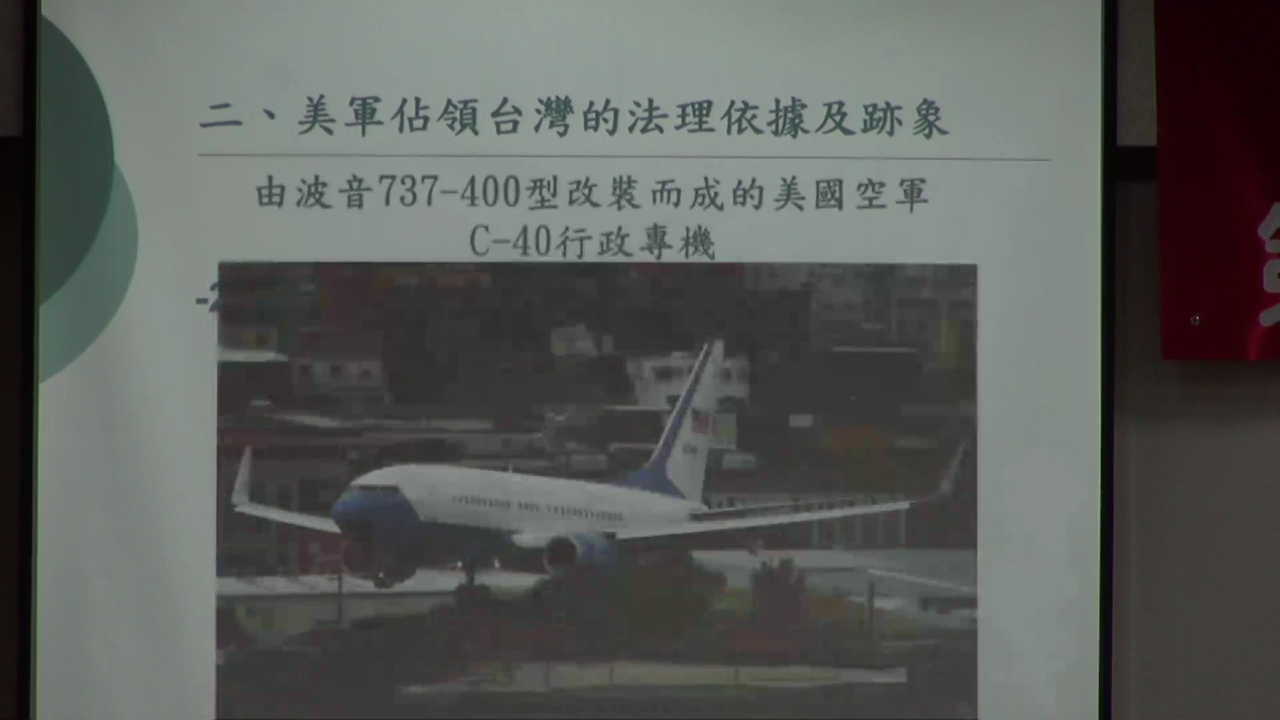 二、美軍佔領台灣的法理依據及跡象
由波音737-400型改裝而成的美國空軍
C-40行政專機